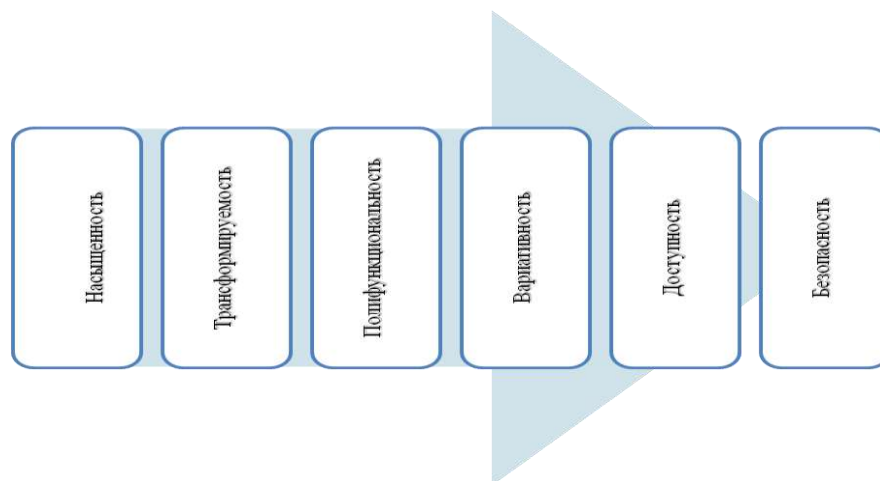 Насыщенность
Трансформируемость
Полифункциональность
Вариативность
Доступность
Безопасность